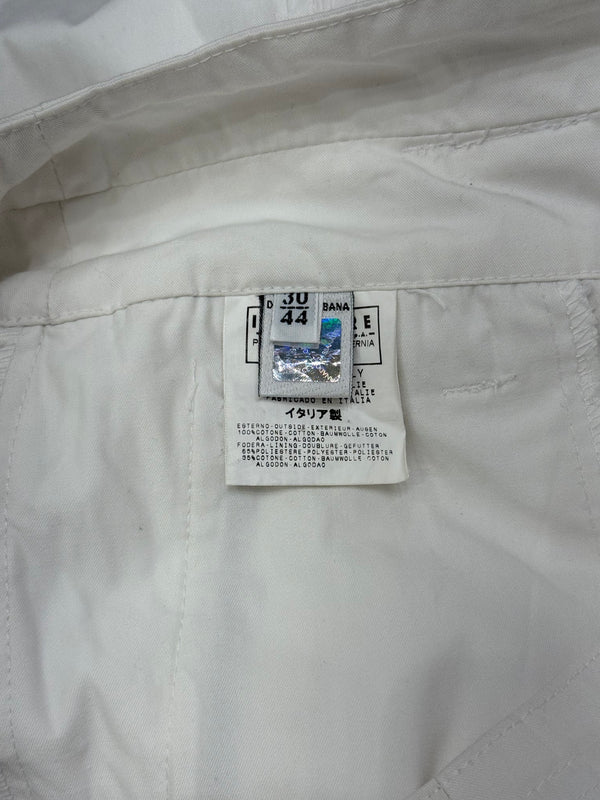 30
44
BANA
RE
ERNIA
LY
LIE
ALIE
FABRICADO EN ITALIA
イタリア製
ESTERNO-OUTSIDE-EXTERIEUR-AUGEN
100%COTONE-COTTON-BAUMWOLLE-COTON
ALGODON-ALGODAO
FODERA-LINING-DOUBLURE-GEFUTTER
65%POLIESTERE-POLYESTER-POLIESTER
35%COTONE-COTTON-BAUMWOLLE-COTON
ALGODON-ALGODAO